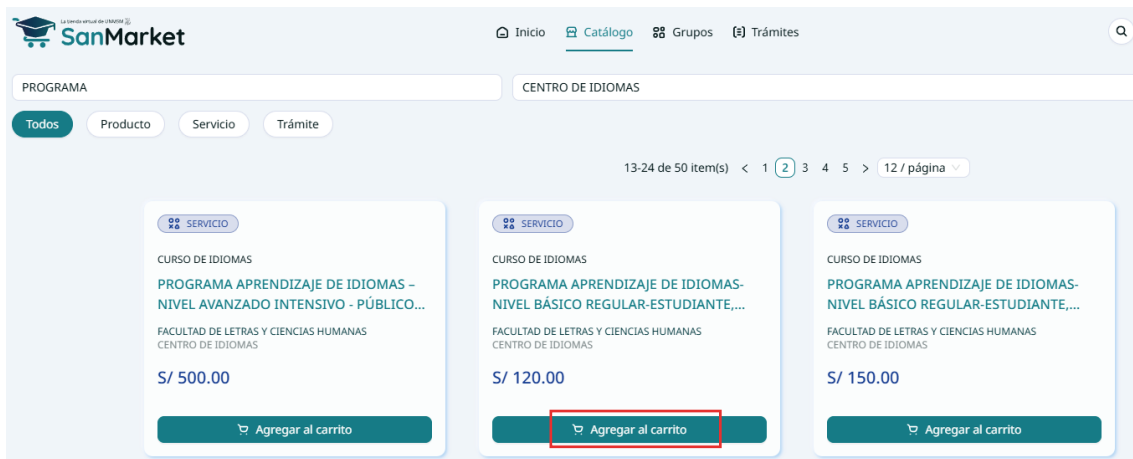 La tienda virtual de UNMSM
SanMarket
Inicio
Catálogo
Grupos
Trámites
PROGRAMA
CENTRO DE IDIOMAS
Todos
Producto
Servicio
Trámite
13-24 de 50 item(s) < 1 2 3 4 5 > 12 / página
SERVICIO
CURSO DE IDIOMAS
PROGRAMA APRENDIZAJE DE IDIOMAS –
NIVEL AVANZADO INTENSIVO - PÚBLICO...
FACULTAD DE LETRAS Y CIENCIAS HUMANAS
CENTRO DE IDIOMAS
S/ 500.00
Agregar al carrito
SERVICIO
CURSO DE IDIOMAS
PROGRAMA APRENDIZAJE DE IDIOMAS-
NIVEL BÁSICO REGULAR-ESTUDIANTE,...
FACULTAD DE LETRAS Y CIENCIAS HUMANAS
CENTRO DE IDIOMAS
S/ 120.00
Agregar al carrito
SERVICIO
CURSO DE IDIOMAS
PROGRAMA APRENDIZAJE DE IDIOMAS-
NIVEL BÁSICO REGULAR-ESTUDIANTE,...
FACULTAD DE LETRAS Y CIENCIAS HUMANAS
CENTRO DE IDIOMAS
S/ 150.00
Agregar al carrito